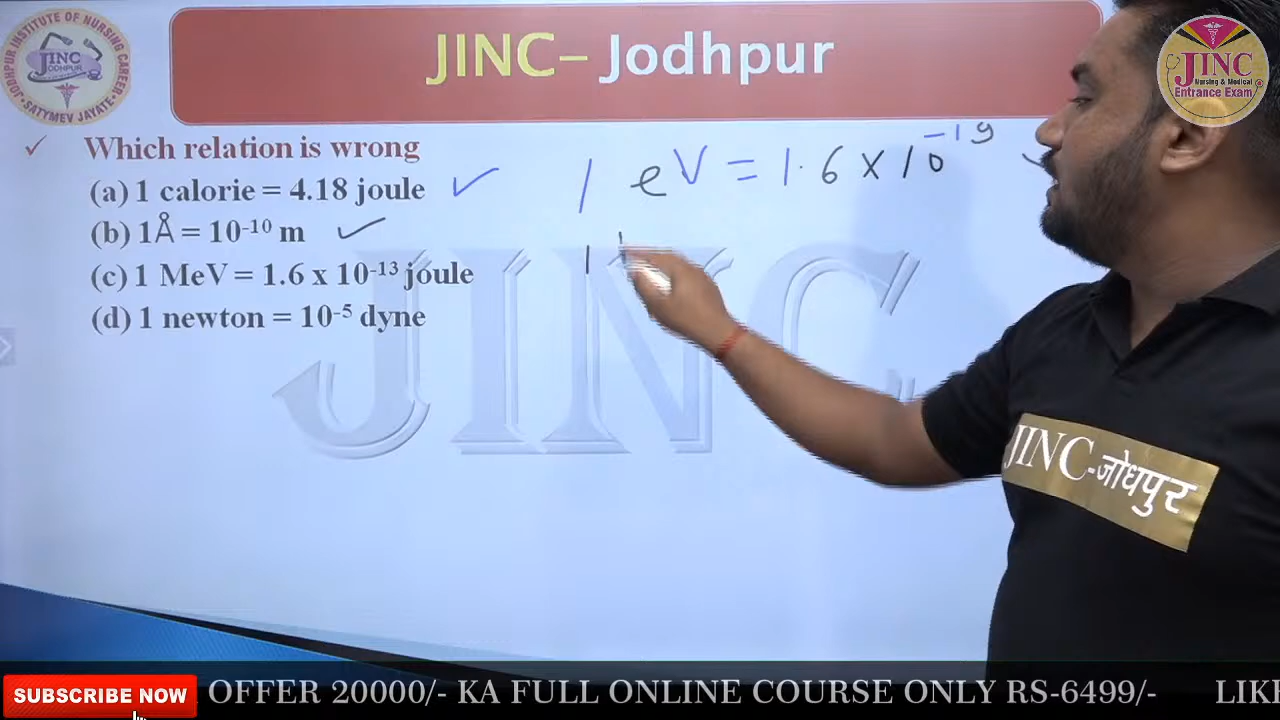 JODHPUR INSTITUTE OF NURSING CAREER
JINC
JODHPUR
SATYMEV JAYATE
JINC– Jodhpur
JINC
Nursing & Medical
Entrance Exam
✓ Which relation is wrong
(a) 1 calorie = 4.18 joule ✓
(b) 1Å = 10⁻¹⁰ m ✓
(c) 1 MeV = 1.6 x 10⁻¹³ joule
(d) 1 newton = 10⁻⁵ dyne
1 eV = 1.6 x 10⁻¹⁹
1
JINC
JINC-जोधपुर
SUBSCRIBE NOW
OFFER 20000/- KA FULL ONLINE COURSE ONLY RS-6499/-
LIKE